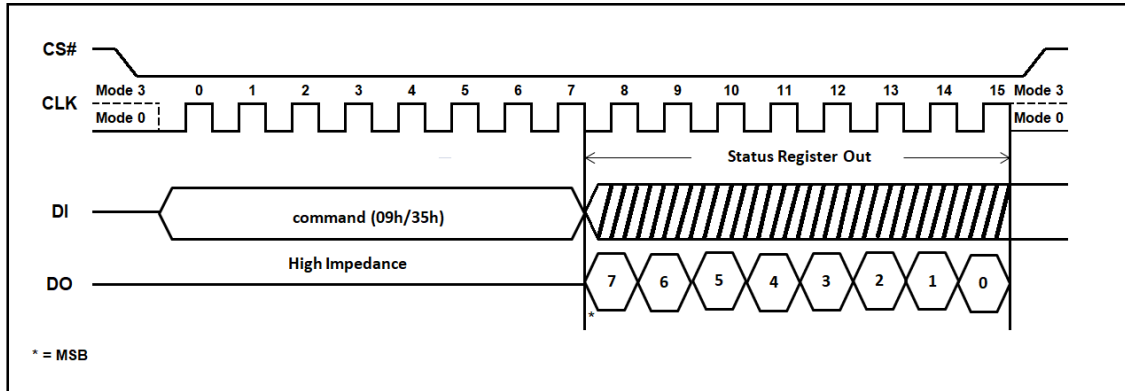 CS#
Mode 3 0 1 2 3 4 5 6 7 8 9 10 11 12 13 14 15 Mode 3
CLK
Mode 0 Mode 0
Status Register Out
DI command (09h/35h)
High Impedance
DO 7 6 5 4 3 2 1 0
*
* = MSB